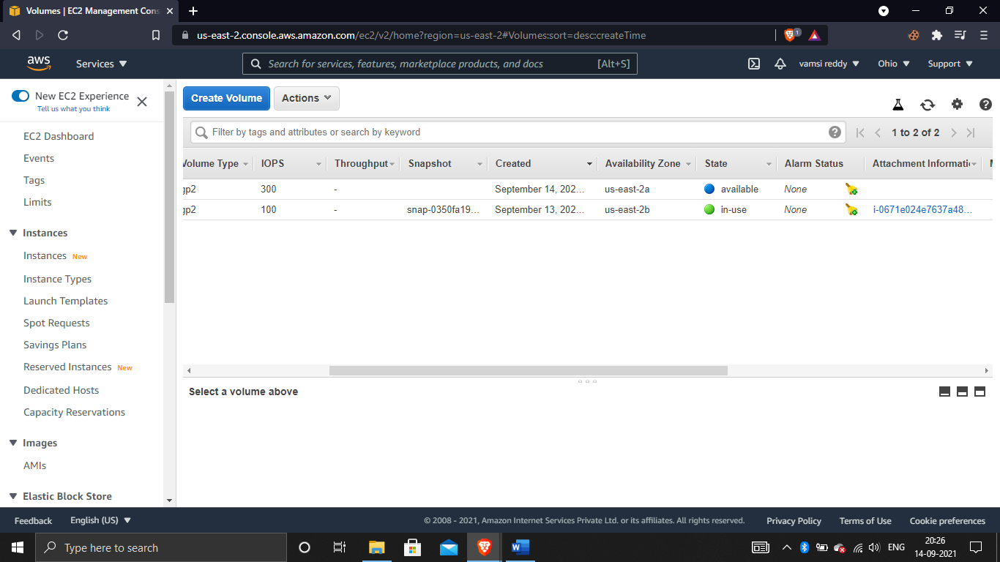 Volumes | EC2 Management Cons
us-east-2.console.aws.amazon.com/ec2/v2/home?region=us-east-2#Volumes:sort=desc:createTime
1
aws Services Search for services, features, marketplace products, and docs [Alt+S] vamsi reddy Ohio Support
New EC2 Experience
Tell us what you think
EC2 Dashboard
Events
Tags
Limits
Instances
Instances New
Instance Types
Launch Templates
Spot Requests
Savings Plans
Reserved Instances New
Dedicated Hosts
Capacity Reservations
Images
AMIs
Elastic Block Store
Create Volume Actions
Filter by tags and attributes or search by keyword 1 to 2 of 2
Volume Type IOPS Throughput Snapshot Created Availability Zone State Alarm Status Attachment Informati
gp2 300 - September 14, 202... us-east-2a available None
gp2 100 - snap-0350fa19... September 13, 202... us-east-2b in-use None i-0671e024e7637a48...
Select a volume above
Feedback English (US) © 2008 - 2021, Amazon Internet Services Private Ltd. or its affiliates. All rights reserved. Privacy Policy Terms of Use Cookie preferences
Type here to search ENG 20:26
14-09-2021